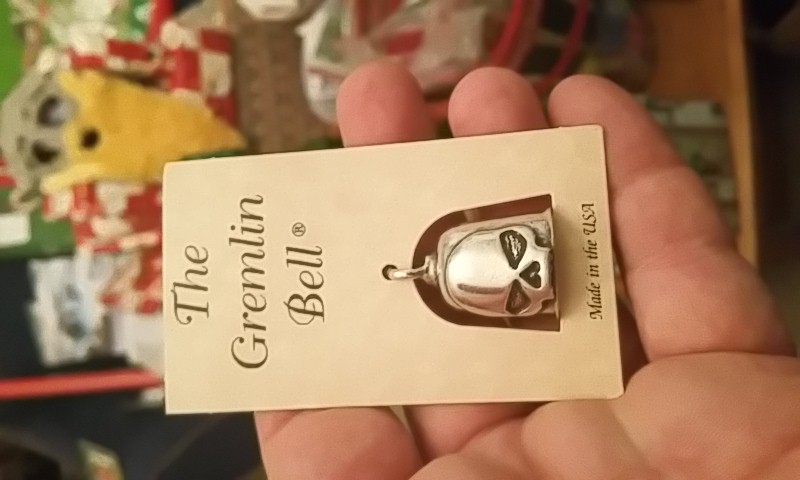 The
Gremlin
Bell®
Made in the USA